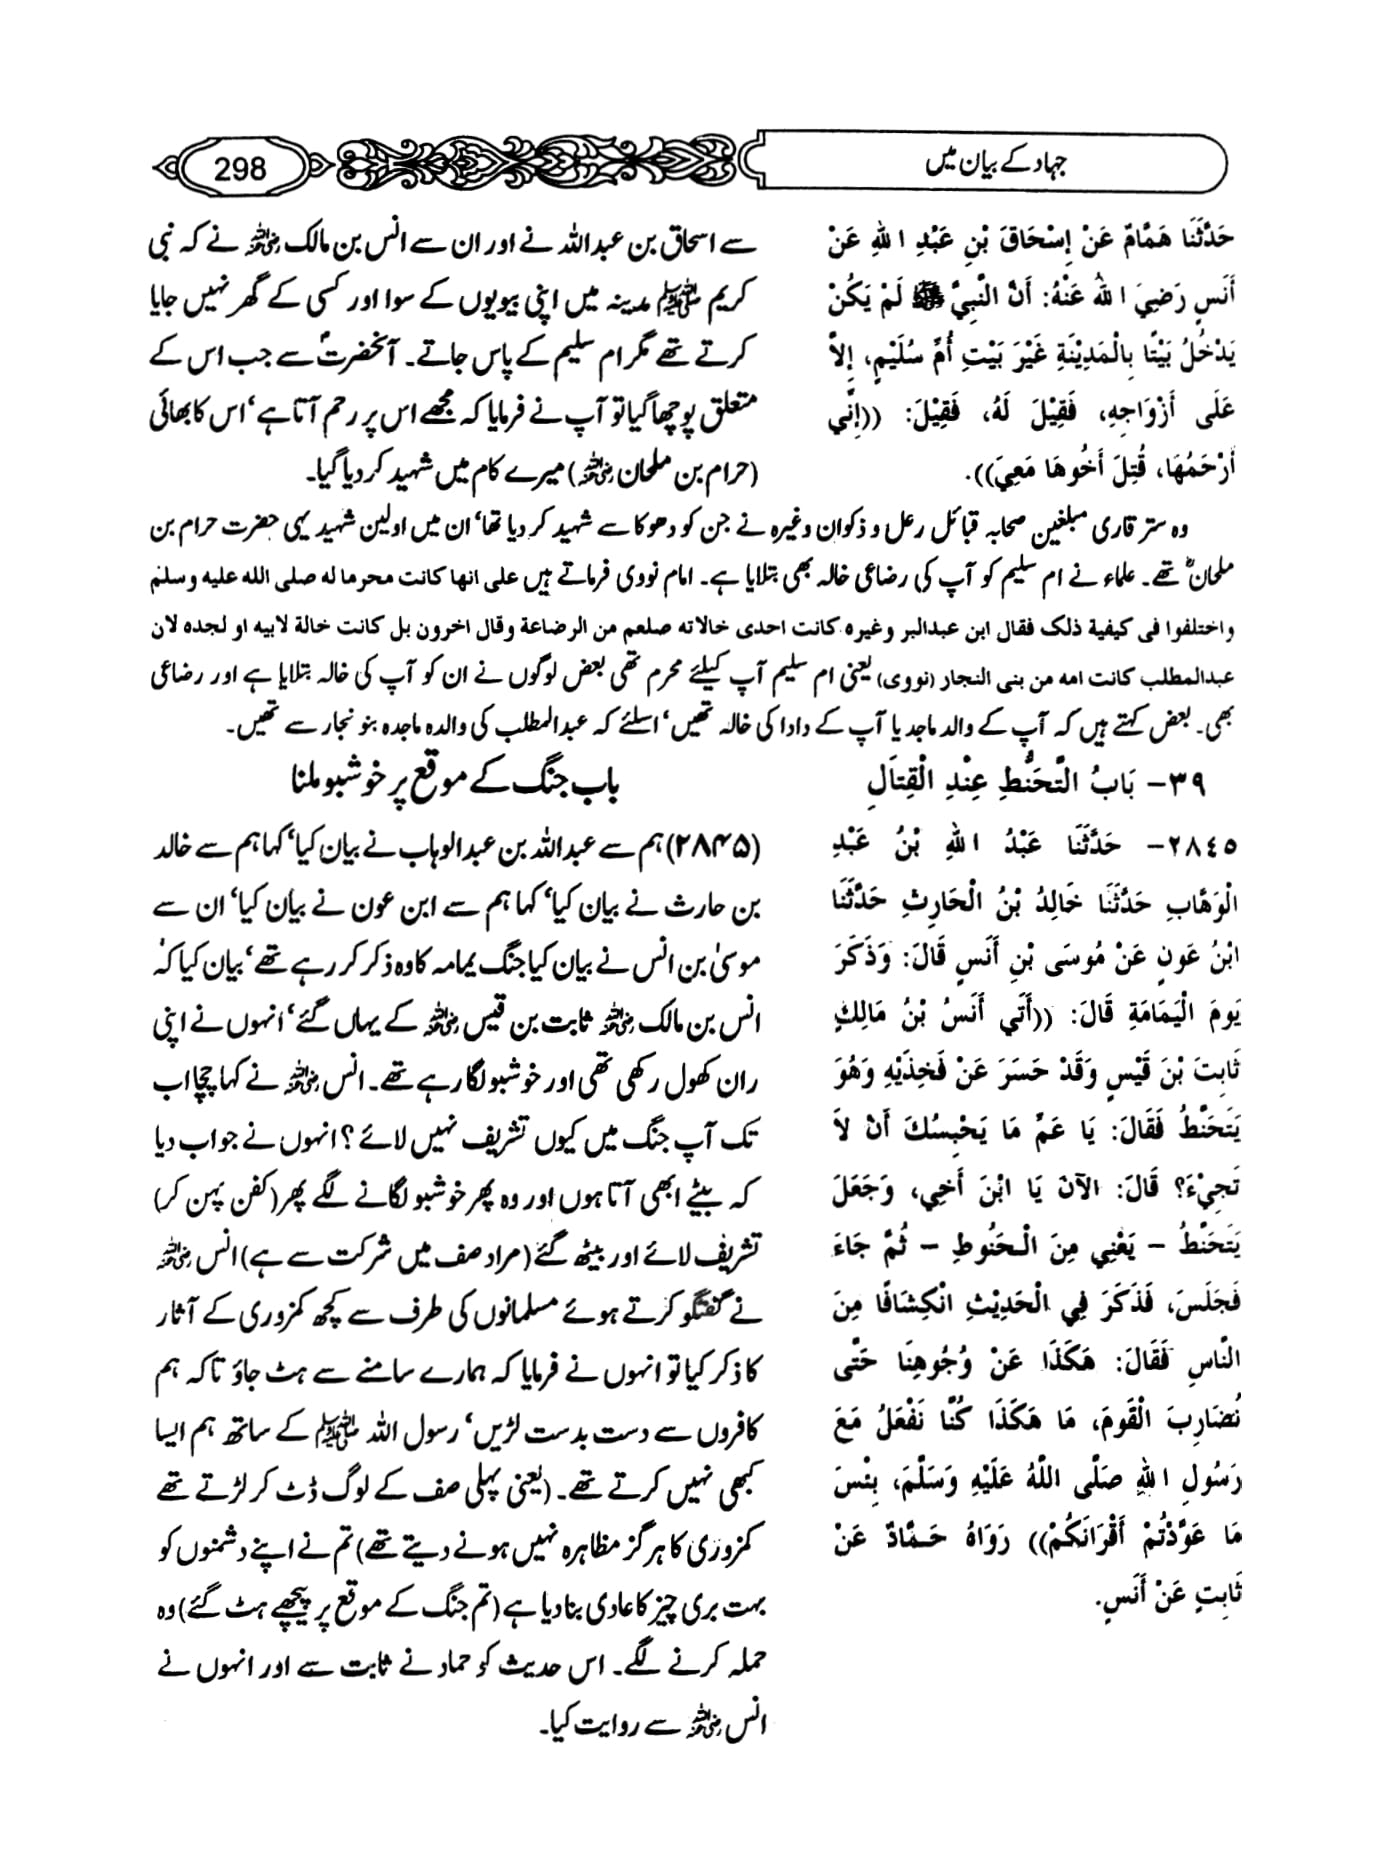 جہاد کے بیان میں
298
حَدَّثَنَا هَمَّامٌ عَنْ إِسْحَاقَ بْنِ عَبْدِ اللهِ عَنْ
أَنَسٍ رَضِيَ اللهُ عَنْهُ: أَنَّ النَّبِيَّ ﷺ لَمْ يَكُنْ
يَدْخُلُ بَيْتًا بِالْمَدِيْنَةِ غَيْرَ بَيْتِ أُمِّ سُلَيْمٍ، إِلاَّ
عَلَى أَزْوَاجِهِ، فَقِيْلَ لَهُ، فَقِيْلَ: ((إِنِّي
أَرْحَمُهَا، قُتِلَ أَخُوهَا مَعِيَ)).
سے اسحاق بن عبداللہ نے اور ان سے انس بن مالک رضی اللہ عنہ نے کہ نبی
کریم ﷺ مدینہ میں اپنی بیویوں کے سوا اور کسی کے گھر نہیں جایا
کرتے تھے مگر ام سلیم کے پاس جاتے۔ آنحضرتؐ سے جب اس کے
متعلق پوچھا گیا تو آپ نے فرمایا کہ مجھے اس پر رحم آتا ہے‘ اس کا بھائی
(حرام بن ملحان رضی اللہ عنہ) میرے کام میں شہید کر دیا گیا۔
وہ ستر قاری مبلغین صحابہ قبائل رعل و ذکوان وغیرہ نے جن کو دھوکا سے شہید کر دیا تھا‘ ان میں اولین شہید یہی حضرت حرام بن
ملحانؓ تھے۔ علماء نے ام سلیم کو آپ کی رضاعی خالہ بھی بتلایا ہے۔ امام نووی فرماتے ہیں علی انها كانت محرما له صلى الله عليه وسلم
واختلفوا فى كيفية ذلك فقال ابن عبدالبر وغيره كانت احدى خالاته صلعم من الرضاعة وقال اخرون بل كانت خالة لابيه او لجده لان
عبدالمطلب كانت امه من بنى النجار (نووى) یعنی ام سلیم آپ کیلئے محرم تھی بعض لوگوں نے ان کو آپ کی خالہ بتلایا ہے اور رضاعی
بھی۔ بعض کہتے ہیں کہ آپ کے والد ماجد یا آپ کے دادا کی خالہ تھیں‘ اسلئے کہ عبدالمطلب کی والدہ ماجدہ بنو نجار سے تھیں۔
٣٩- بَابُ التَّحَنُّطِ عِنْدِ الْقِتَالِ
باب جنگ کے موقع پر خوشبو ملنا
٢٨٤٥- حَدَّثَنَا عَبْدُ اللهِ بْنُ عَبْدِ
الْوَهَّابِ حَدَّثَنَا خَالِدُ بْنُ الْحَارِثِ حَدَّثَنَا
ابْنُ عَونٍ عَنْ مُوسَى بْنِ أَنَسٍ قَالَ: وَذَكَرَ
يَومَ الْيَمَامَةِ قَالَ: ((أَتَي أَنَسُ بْنُ مَالِكٍ
ثَابِتَ بْنَ قَيْسٍ وَقَدْ حَسَرَ عَنْ فَخِذَيْهِ وَهُوَ
يَتَحَنَّطُ فَقَالَ: يَا عَمِّ مَا يَحْبِسُكَ أَنْ لاَ
تَجِيْءَ؟ قَالَ: الآنَ يَا ابْنَ أَخِي، وَجَعَلَ
يَتَحَنَّطُ – يَعْنِي مِنَ الْحَنُوطِ – ثُمَّ جَاءَ
فَجَلَسَ، فَذَكَرَ فِي الْحَدِيْثِ انْكِشَافًا مِنَ
النَّاسِ فَقَالَ: هَكَذَا عَنْ وُجُوهِنَا حَتَّى
نُضَارِبَ الْقَومَ، مَا هَكَذَا كُنَّا نَفْعَلُ مَعَ
رَسُولِ اللهِ صَلَّى اللَّهُ عَلَيْهِ وَسَلَّمَ، بِئْسَ
مَا عَوَّدْتُمْ أَقْرَانَكُمْ)) رَوَاهُ حَمَّادٌ عَنْ
ثَابِتٍ عَنْ أَنَسٍ.
(۲۸۴۵) ہم سے عبداللہ بن عبدالوہاب نے بیان کیا‘ کہا ہم سے خالد
بن حارث نے بیان کیا‘ کہا ہم سے ابن عون نے بیان کیا‘ ان سے
موسیٰ بن انس نے بیان کیا جنگ یمامہ کا وہ ذکر کر رہے تھے‘ بیان کیا کہ
انس بن مالک رضی اللہ عنہ ثابت بن قیس رضی اللہ عنہ کے یہاں گئے‘ انہوں نے اپنی
ران کھول رکھی تھی اور خوشبو لگا رہے تھے۔ انس رضی اللہ عنہ نے کہا چچا اب
تک آپ جنگ میں کیوں تشریف نہیں لائے؟ انہوں نے جواب دیا
کہ بیٹے ابھی آتا ہوں اور وہ پھر خوشبو لگانے لگے پھر (کفن پہن کر)
تشریف لائے اور بیٹھ گئے (مراد صف میں شرکت سے ہے) انس رضی اللہ عنہ
نے گفتگو کرتے ہوئے مسلمانوں کی طرف سے کچھ کمزوری کے آثار
کا ذکر کیا تو انہوں نے فرمایا کہ ہمارے سامنے سے ہٹ جاؤ تاکہ ہم
کافروں سے دست بدست لڑیں‘ رسول اللہ ﷺ کے ساتھ ہم ایسا
کبھی نہیں کرتے تھے۔ (یعنی پہلی صف کے لوگ ڈٹ کر لڑتے تھے
کمزوری کا ہرگز مظاہرہ نہیں ہونے دیتے تھے) تم نے اپنے دشمنوں کو
بہت بری چیز کا عادی بنا دیا ہے (تم جنگ کے موقع پر پیچھے ہٹ گئے) وہ
حملہ کرنے لگے۔ اس حدیث کو حماد نے ثابت سے اور انہوں نے
انس رضی اللہ عنہ سے روایت کیا۔